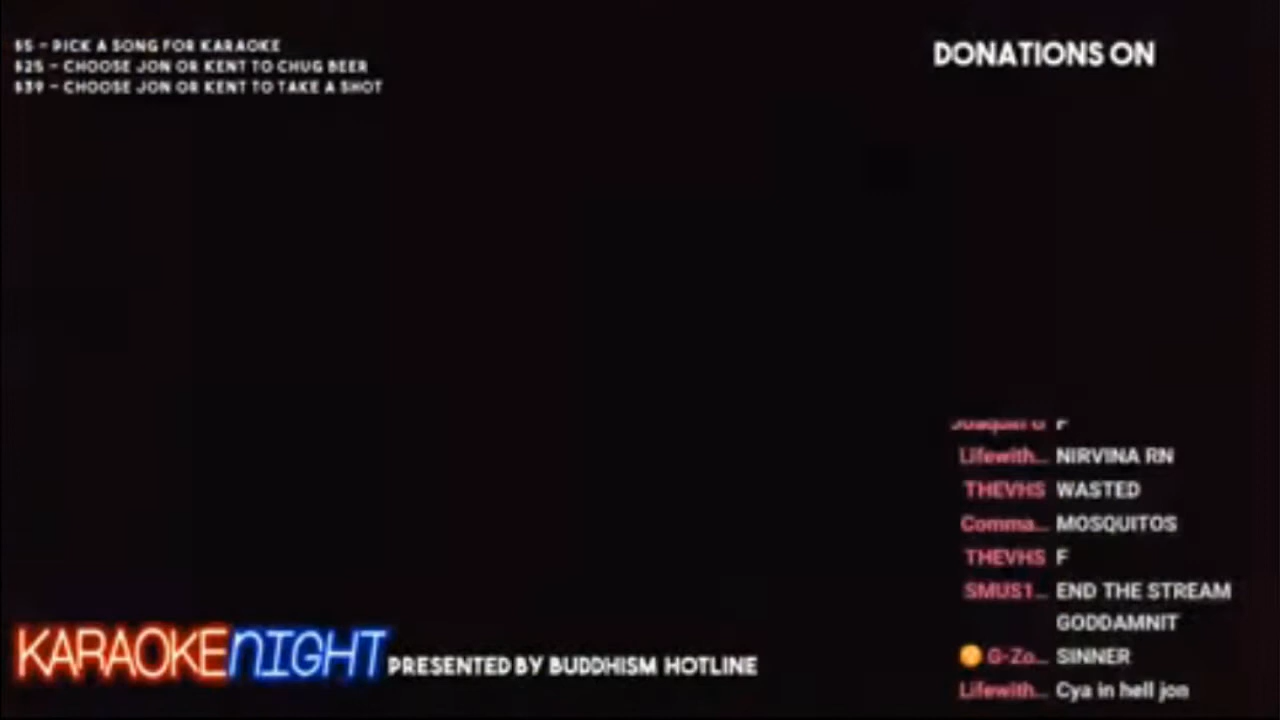 $5 - PICK A SONG FOR KARAOKE
$25 - CHOOSE JON OR KENT TO CHUG BEER
$39 - CHOOSE JON OR KENT TO TAKE A SHOT
DONATIONS ON
F
Lifewith... NIRVINA RN
THEVHS WASTED
Comma... MOSQUITOS
THEVHS F
SMUS1... END THE STREAM
GODDAMNIT
G-Zo... SINNER
Lifewith... Cya in hell jon
KARAOKENIGHT PRESENTED BY BUDDHISM HOTLINE